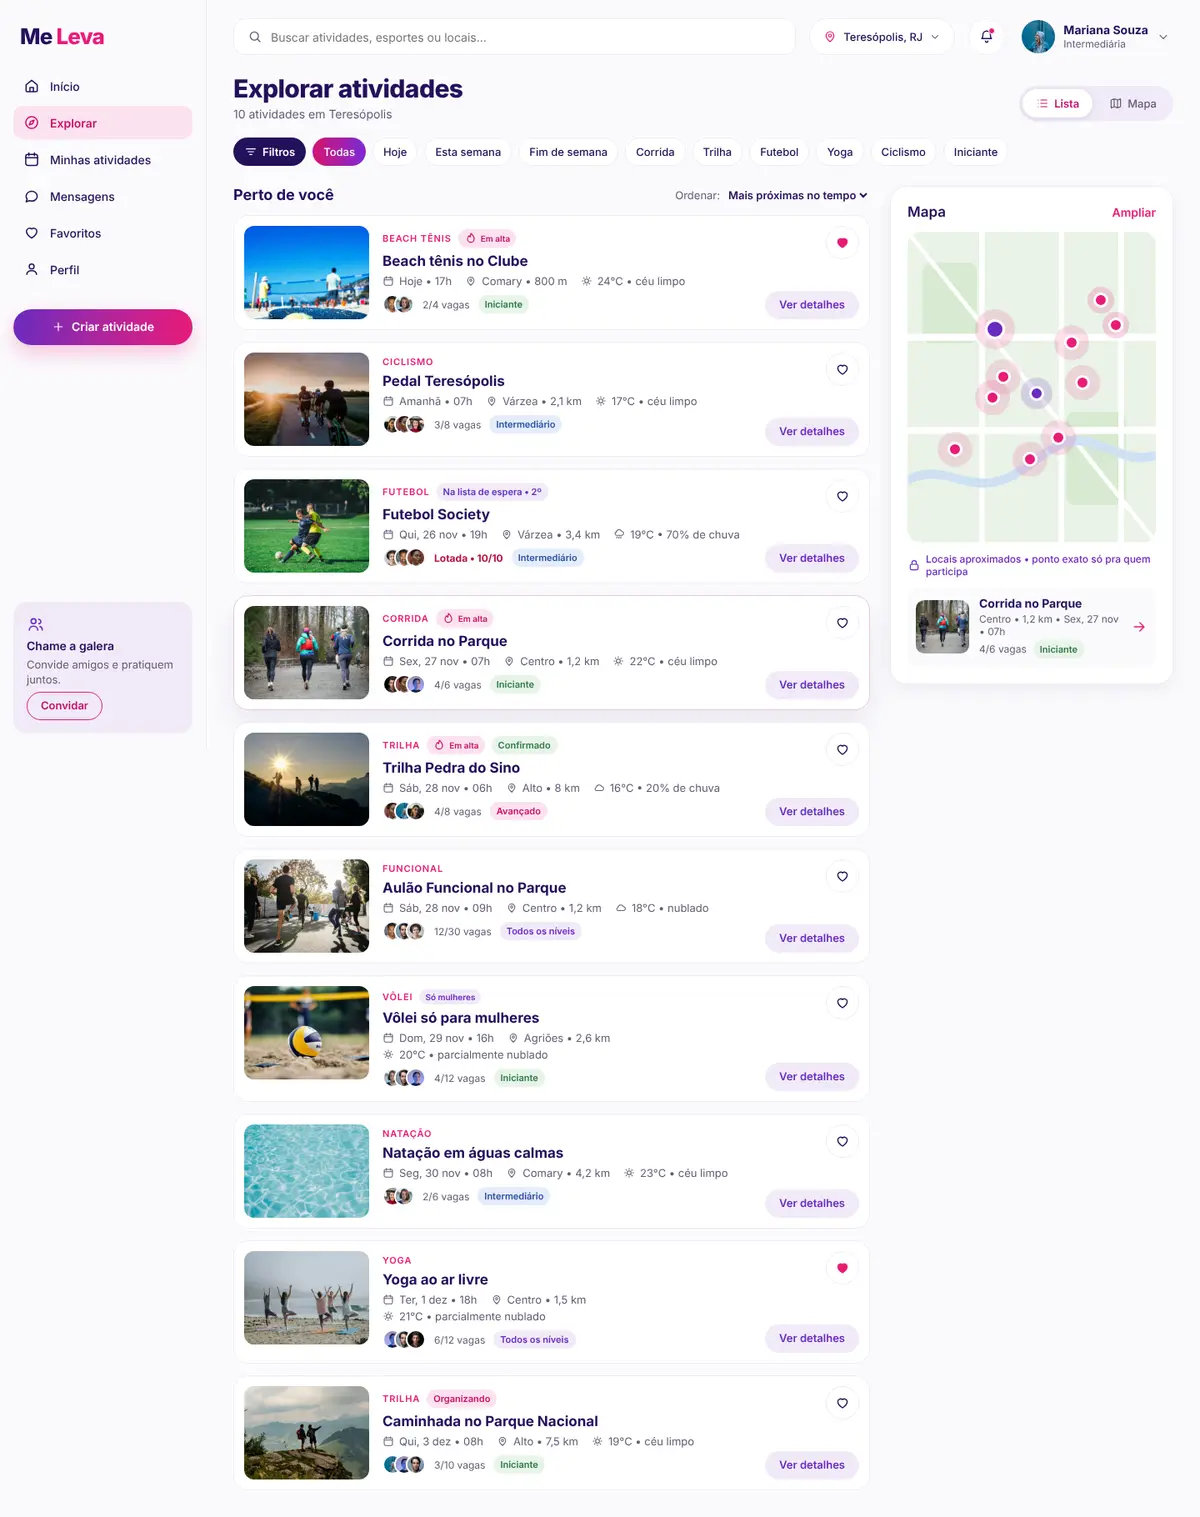 Me Leva
Início
Explorar
Minhas atividades
Mensagens
Favoritos
Perfil
+ Criar atividade
Chame a galera
Convide amigos e pratiquem
juntos.
Convidar
Buscar atividades, esportes ou locais...
Teresópolis, RJ
Mariana Souza
Intermediária
Explorar atividades
10 atividades em Teresópolis
Lista
Mapa
Filtros
Todas
Hoje
Esta semana
Fim de semana
Corrida
Trilha
Futebol
Yoga
Ciclismo
Iniciante
Perto de você
Ordenar: Mais próximas no tempo
BEACH TÊNIS Em alta
Beach tênis no Clube
Hoje • 17h Comary • 800 m 24°C • céu limpo
2/4 vagas Iniciante
Ver detalhes
CICLISMO
Pedal Teresópolis
Amanhã • 07h Várzea • 2,1 km 17°C • céu limpo
3/8 vagas Intermediário
Ver detalhes
FUTEBOL Na lista de espera • 2º
Futebol Society
Qui, 26 nov • 19h Várzea • 3,4 km 19°C • 70% de chuva
Lotada • 10/10 Intermediário
Ver detalhes
CORRIDA Em alta
Corrida no Parque
Sex, 27 nov • 07h Centro • 1,2 km 22°C • céu limpo
4/6 vagas Iniciante
Ver detalhes
TRILHA Em alta Confirmado
Trilha Pedra do Sino
Sáb, 28 nov • 06h Alto • 8 km 16°C • 20% de chuva
4/8 vagas Avançado
Ver detalhes
FUNCIONAL
Aulão Funcional no Parque
Sáb, 28 nov • 09h Centro • 1,2 km 18°C • nublado
12/30 vagas Todos os níveis
Ver detalhes
VÔLEI Só mulheres
Vôlei só para mulheres
Dom, 29 nov • 16h Agriões • 2,6 km
20°C • parcialmente nublado
4/12 vagas Iniciante
Ver detalhes
NATAÇÃO
Natação em águas calmas
Seg, 30 nov • 08h Comary • 4,2 km 23°C • céu limpo
2/6 vagas Intermediário
Ver detalhes
YOGA
Yoga ao ar livre
Ter, 1 dez • 18h Centro • 1,5 km
21°C • parcialmente nublado
6/12 vagas Todos os níveis
Ver detalhes
TRILHA Organizando
Caminhada no Parque Nacional
Qui, 3 dez • 08h Alto • 7,5 km 19°C • céu limpo
3/10 vagas Iniciante
Ver detalhes
Mapa
Ampliar
Locais aproximados • ponto exato só pra quem
participa
Corrida no Parque
Centro • 1,2 km • Sex, 27 nov
• 07h
4/6 vagas Iniciante